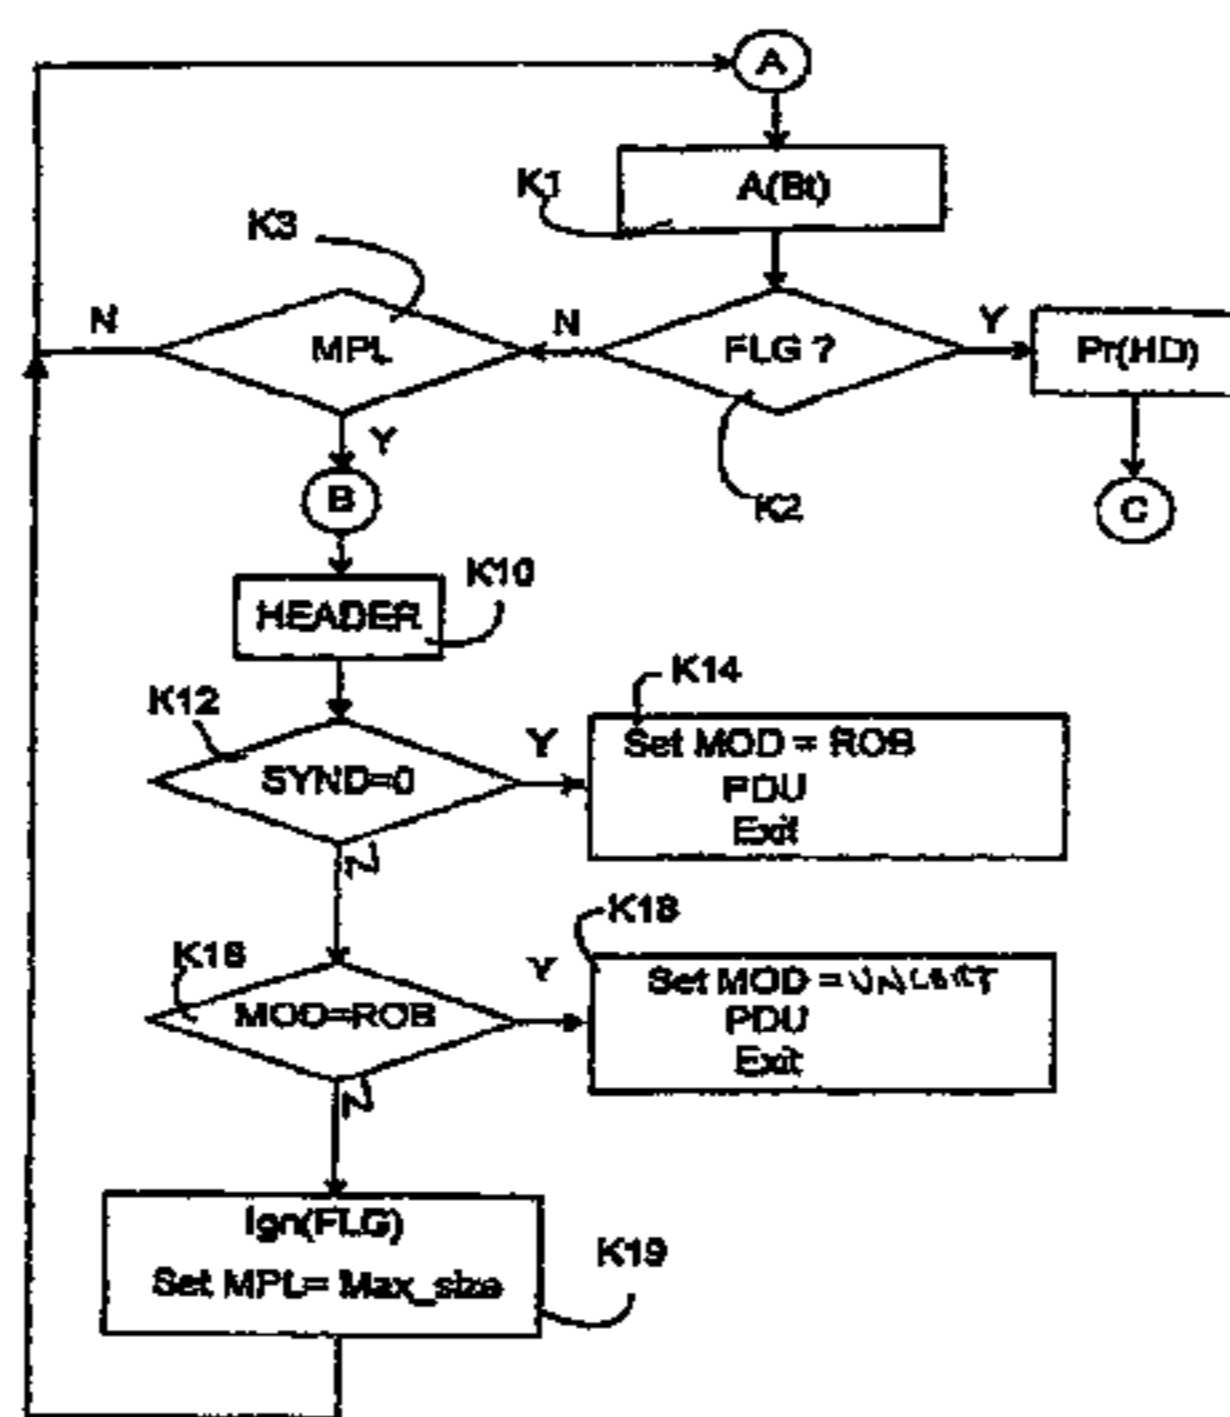 A
K1
A(Bt)
K3
N
MPL
N
FLG ?
Y
Pr(HD)
Y
B
K2
C
HEADER
K10
K12
SYND=0
Y
K14
Set MOD = ROB
PDU
Exit
N
K16
MOD=ROB
Y
K18
Set MOD =
PDU
Exit
N
Ign(FLG)
Set MPL= Max_size
K19